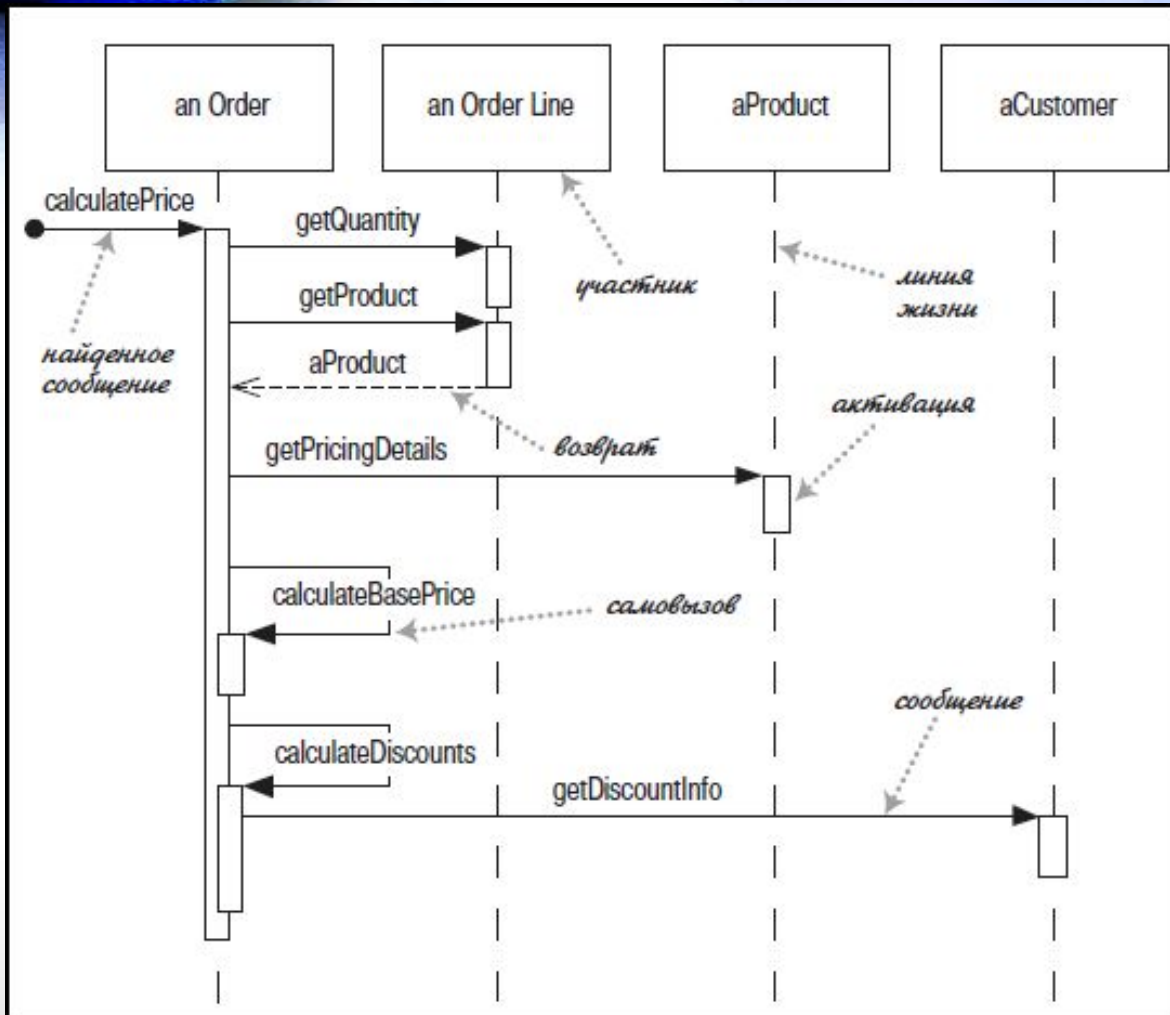 an Order
an Order Line
aProduct
aCustomer
calculatePrice
getQuantity
участник
линия
жизни
getProduct
найденное
сообщение
aProduct
активация
getPricingDetails
возврат
calculateBasePrice
самовызов
сообщение
calculateDiscounts
getDiscountInfo